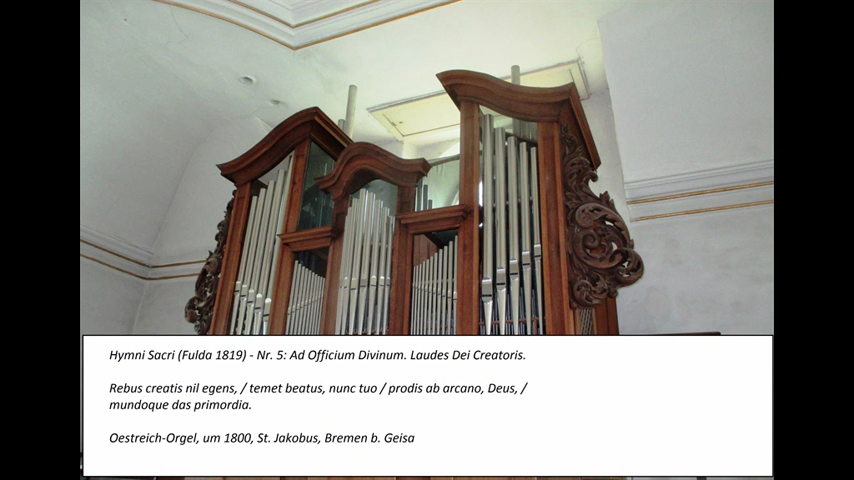 Hymni Sacri (Fulda 1819) - Nr. 5: Ad Officium Divinum. Laudes Dei Creatoris.
Rebus creatis nil egens, / temet beatus, nunc tuo / prodis ab arcano, Deus, /
mundoque das primordia.
Oestreich-Orgel, um 1800, St. Jakobus, Bremen b. Geisa